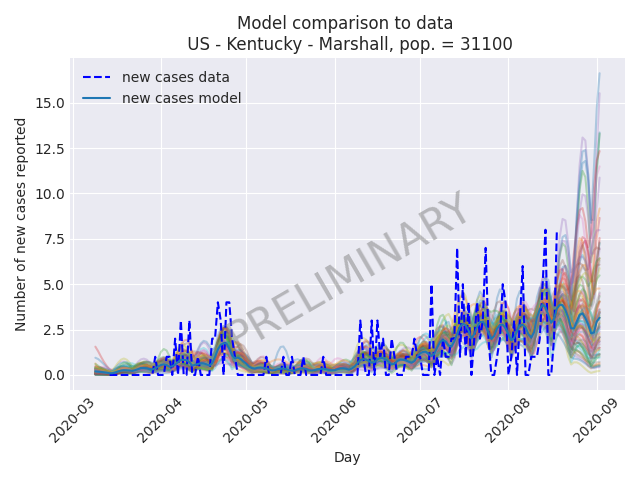 Model comparison to data
US - Kentucky - Marshall, pop. = 31100
new cases data
new cases model
Number of new cases reported
15.0
12.5
10.0
7.5
5.0
2.5
0.0
PRELIMINARY
2020-03
2020-04
2020-05
2020-06
2020-07
2020-08
2020-09
Day